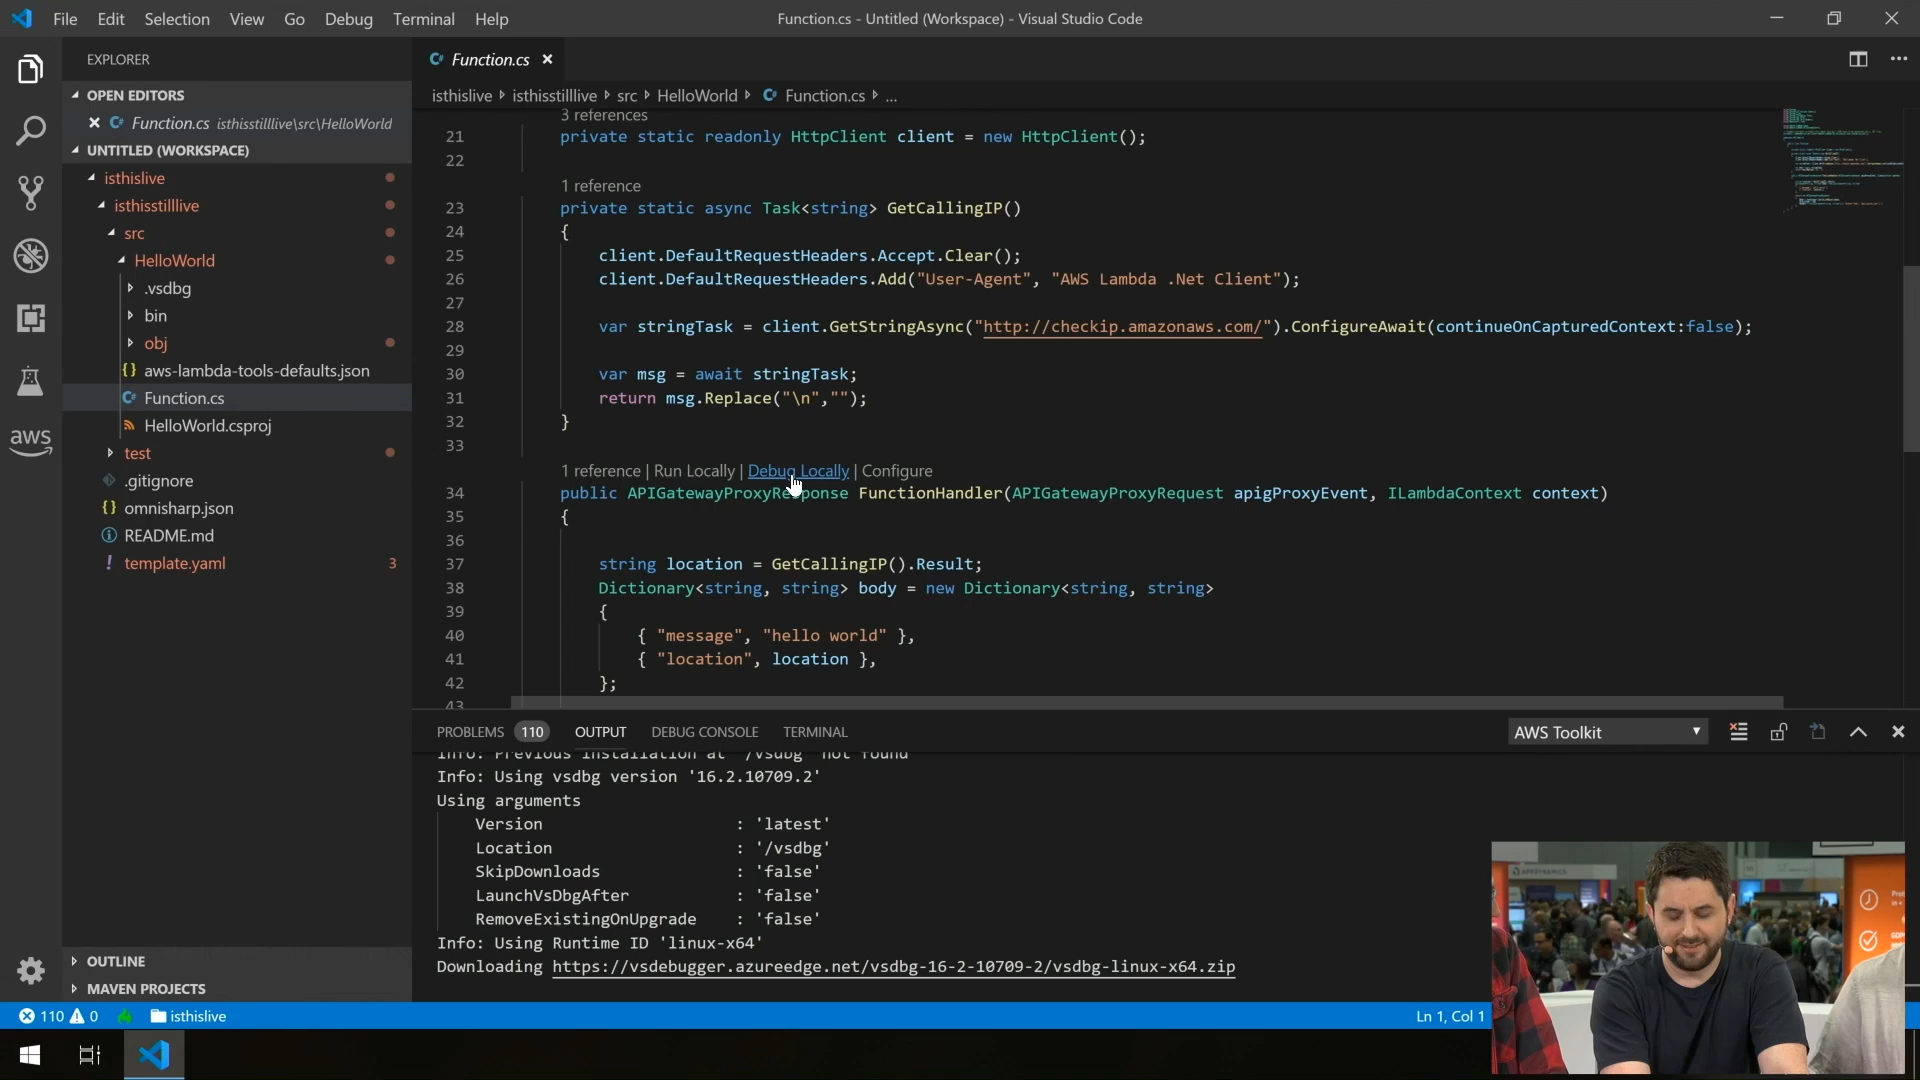 File Edit Selection View Go Debug Terminal Help
Function.cs - Untitled (Workspace) - Visual Studio Code
EXPLORER
OPEN EDITORS
Function.cs isthisstilllive\src\HelloWorld
UNTITLED (WORKSPACE)
isthislive
isthisstilllive
src
HelloWorld
.vsdbg
bin
obj
{} aws-lambda-tools-defaults.json
Function.cs
HelloWorld.csproj
test
.gitignore
{} omnisharp.json
README.md
! template.yaml 3
OUTLINE
MAVEN PROJECTS
aws
Function.cs
isthislive isthisstilllive src HelloWorld Function.cs ...
3 references
21 private static readonly HttpClient client = new HttpClient();
22
1 reference
23 private static async Task<string> GetCallingIP()
24 {
25 client.DefaultRequestHeaders.Accept.Clear();
26 client.DefaultRequestHeaders.Add("User-Agent", "AWS Lambda .Net Client");
27
28 var stringTask = client.GetStringAsync("http://checkip.amazonaws.com/").ConfigureAwait(continueOnCapturedContext:false);
29
30 var msg = await stringTask;
31 return msg.Replace("\n","");
32 }
33
1 reference | Run Locally | Debug Locally | Configure
34 public APIGatewayProxyResponse FunctionHandler(APIGatewayProxyRequest apigProxyEvent, ILambdaContext context)
35 {
36
37 string location = GetCallingIP().Result;
38 Dictionary<string, string> body = new Dictionary<string, string>
39 {
40 { "message", "hello world" },
41 { "location", location },
42 };
43
PROBLEMS 110 OUTPUT DEBUG CONSOLE TERMINAL
AWS Toolkit
Info: Previous installation at '/vsdbg' not found
Info: Using vsdbg version '16.2.10709.2'
Using arguments
Version : 'latest'
Location : '/vsdbg'
SkipDownloads : 'false'
LaunchVsDbgAfter : 'false'
RemoveExistingOnUpgrade : 'false'
Info: Using Runtime ID 'linux-x64'
Downloading https://vsdebugger.azureedge.net/vsdbg-16-2-10709-2/vsdbg-linux-x64.zip
APPDYNAMICS
110 0 isthislive
Ln 1, Col 1